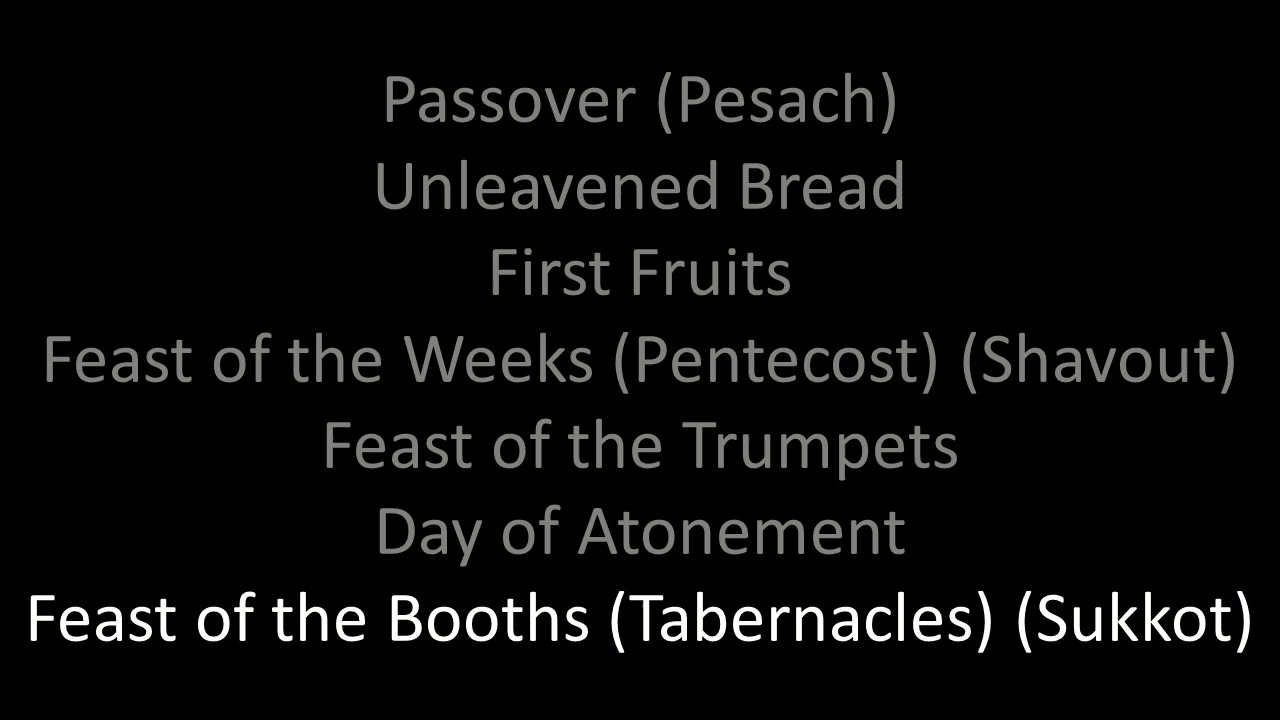 Passover (Pesach)
Unleavened Bread
First Fruits
Feast of the Weeks (Pentecost) (Shavout)
Feast of the Trumpets
Day of Atonement
Feast of the Booths (Tabernacles) (Sukkot)